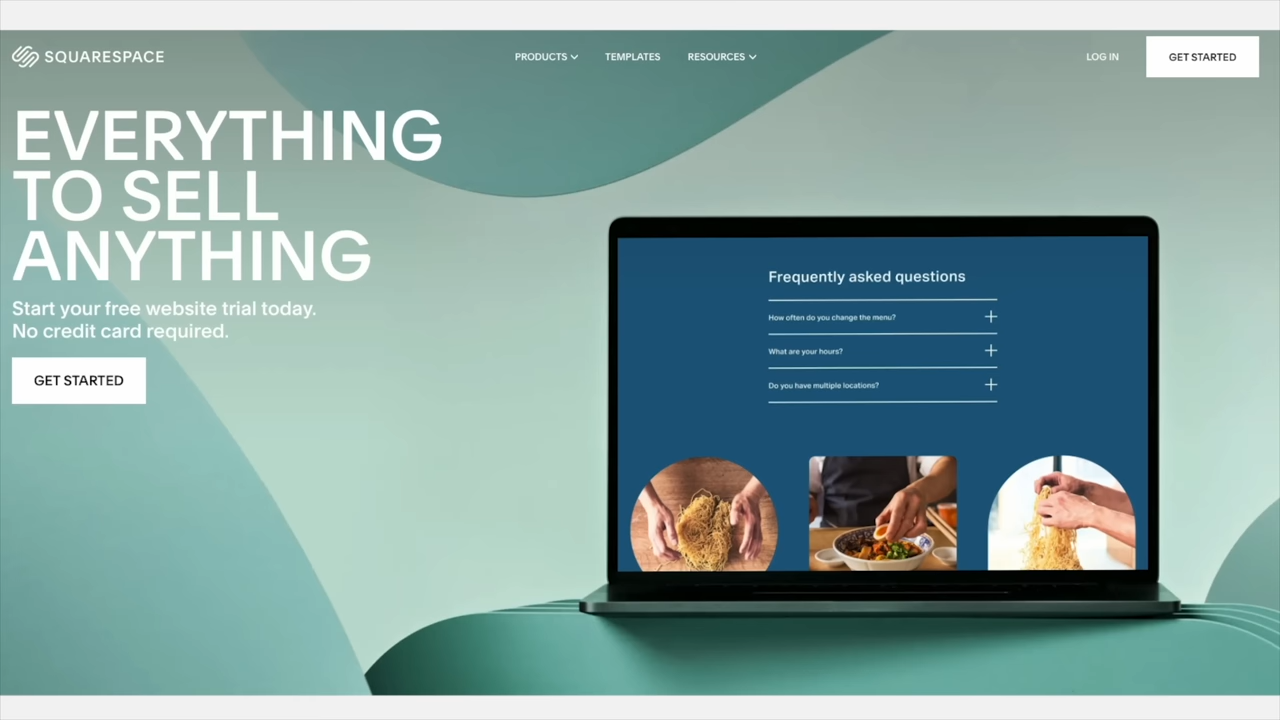 SQUARESPACE
PRODUCTS
TEMPLATES
RESOURCES
LOG IN
GET STARTED
EVERYTHING
TO SELL
ANYTHING
Start your free website trial today.
No credit card required.
GET STARTED
Frequently asked questions
How often do you change the menu?
What are your hours?
Do you have multiple locations?